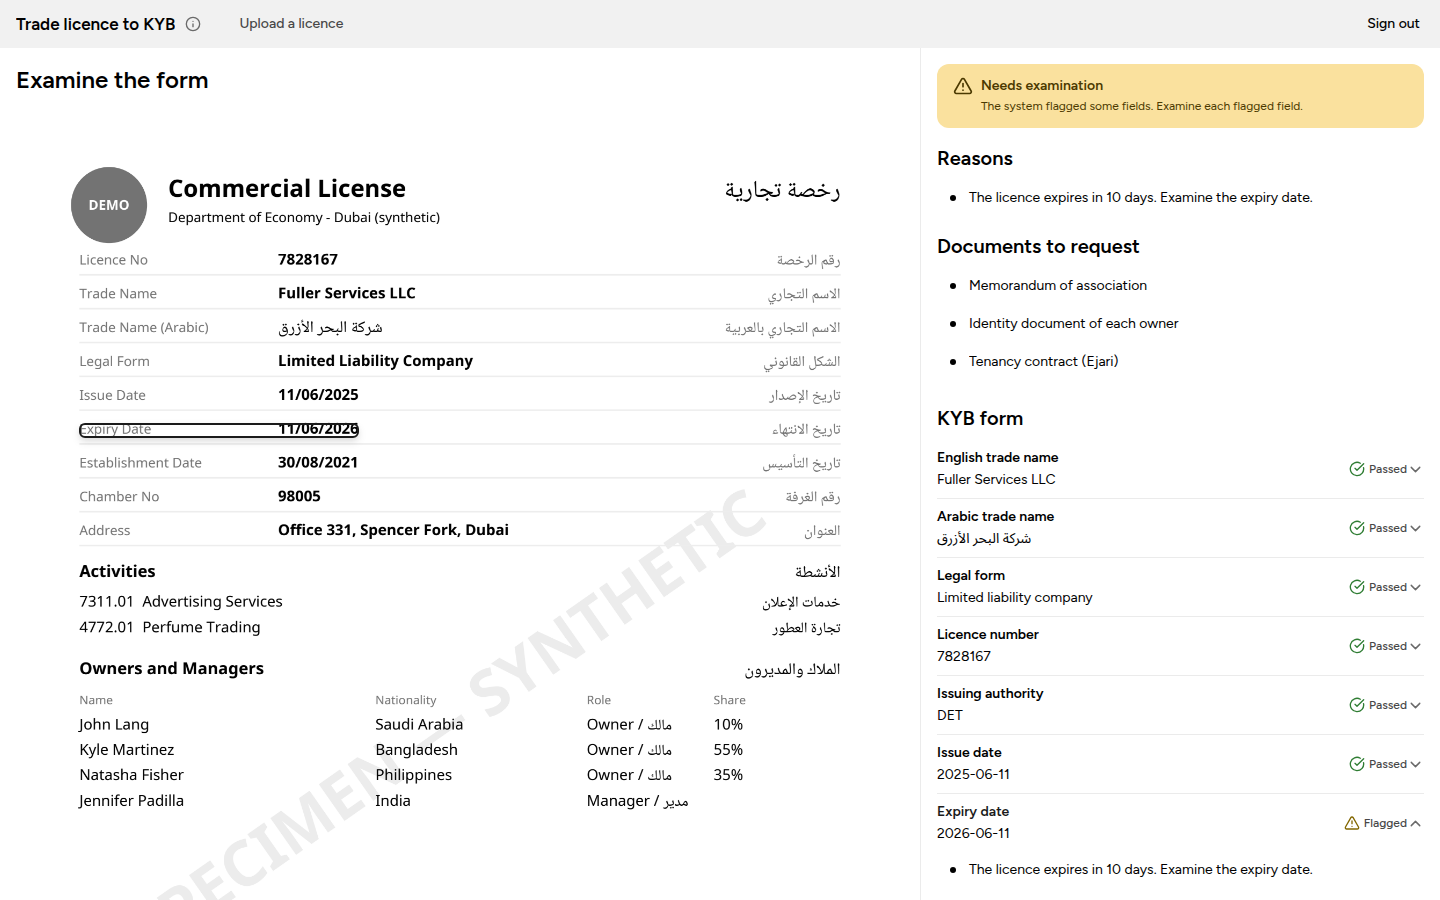 Trade licence to KYB
Upload a licence
Sign out
Examine the form
DEMO
Commercial License
رخصة تجارية
Department of Economy - Dubai (synthetic)
Licence No 7828167 رقم الرخصة
Trade Name Fuller Services LLC الاسم التجاري
Trade Name (Arabic) شركة البحر الأزرق الاسم التجاري بالعربية
Legal Form Limited Liability Company الشكل القانوني
Issue Date 11/06/2025 تاريخ الإصدار
Expiry Date 11/06/2026 تاريخ الانتهاء
Establishment Date 30/08/2021 تاريخ التأسيس
Chamber No 98005 رقم الغرفة
Address Office 331, Spencer Fork, Dubai العنوان
Activities الأنشطة
7311.01 Advertising Services خدمات الإعلان
4772.01 Perfume Trading تجارة العطور
Owners and Managers الملاك والمديرون
Name Nationality Role Share
John Lang Saudi Arabia Owner / مالك 10%
Kyle Martinez Bangladesh Owner / مالك 55%
Natasha Fisher Philippines Owner / مالك 35%
Jennifer Padilla India Manager / مدير
PECIMEN — SYNTHETIC
Needs examination
The system flagged some fields. Examine each flagged field.
Reasons
The licence expires in 10 days. Examine the expiry date.
Documents to request
Memorandum of association
Identity document of each owner
Tenancy contract (Ejari)
KYB form
English trade name
Fuller Services LLC
Passed
Arabic trade name
شركة البحر الأزرق
Passed
Legal form
Limited liability company
Passed
Licence number
7828167
Passed
Issuing authority
DET
Passed
Issue date
2025-06-11
Passed
Expiry date
2026-06-11
Flagged
The licence expires in 10 days. Examine the expiry date.